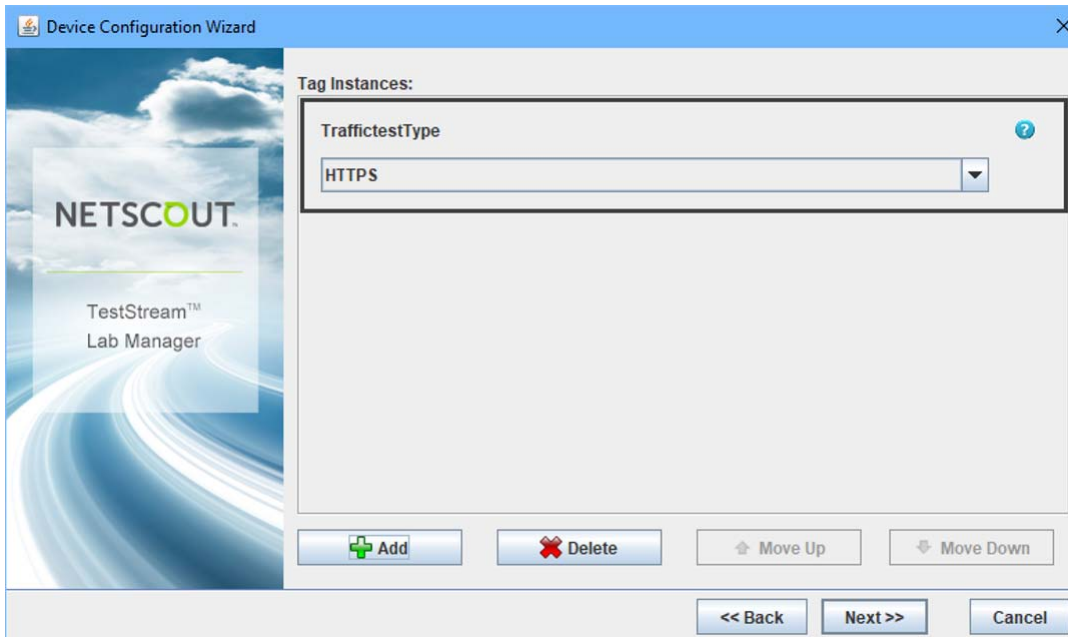 Device Configuration Wizard
Tag Instances:
TraffictestType
HTTPS
NETSCOUT™
TestStream™
Lab Manager
Add
Delete
Move Up
Move Down
<< Back
Next >>
Cancel